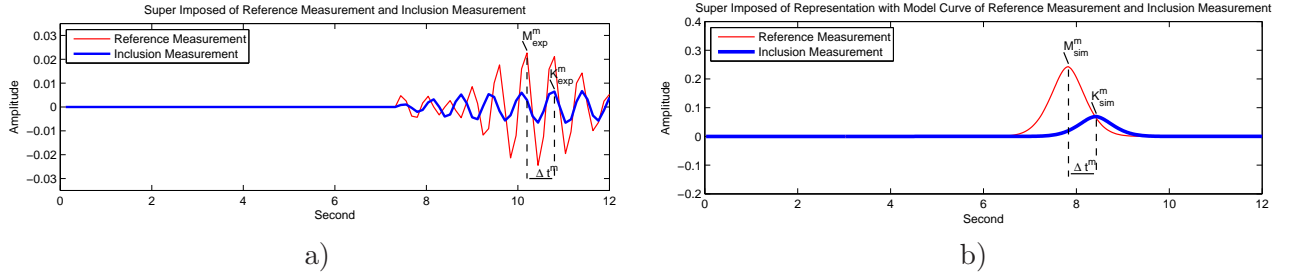 Super Imposed of Reference Measurement and Inclusion Measurement
Reference Measurement
Inclusion Measurement
M^m_exp
K^m_exp
Δ t^m
Amplitude
0.03
0.02
0.01
0
−0.01
−0.02
−0.03
0 2 4 6 8 10 12
Second
a)
Super Imposed of Representation with Model Curve of Reference Measurement and Inclusion Measurement
Reference Measurement
Inclusion Measurement
M^m_sim
K^m_sim
Δ t^m
Amplitude
0.4
0.3
0.2
0.1
0
−0.1
−0.2
0 2 4 6 8 10 12
Second
b)